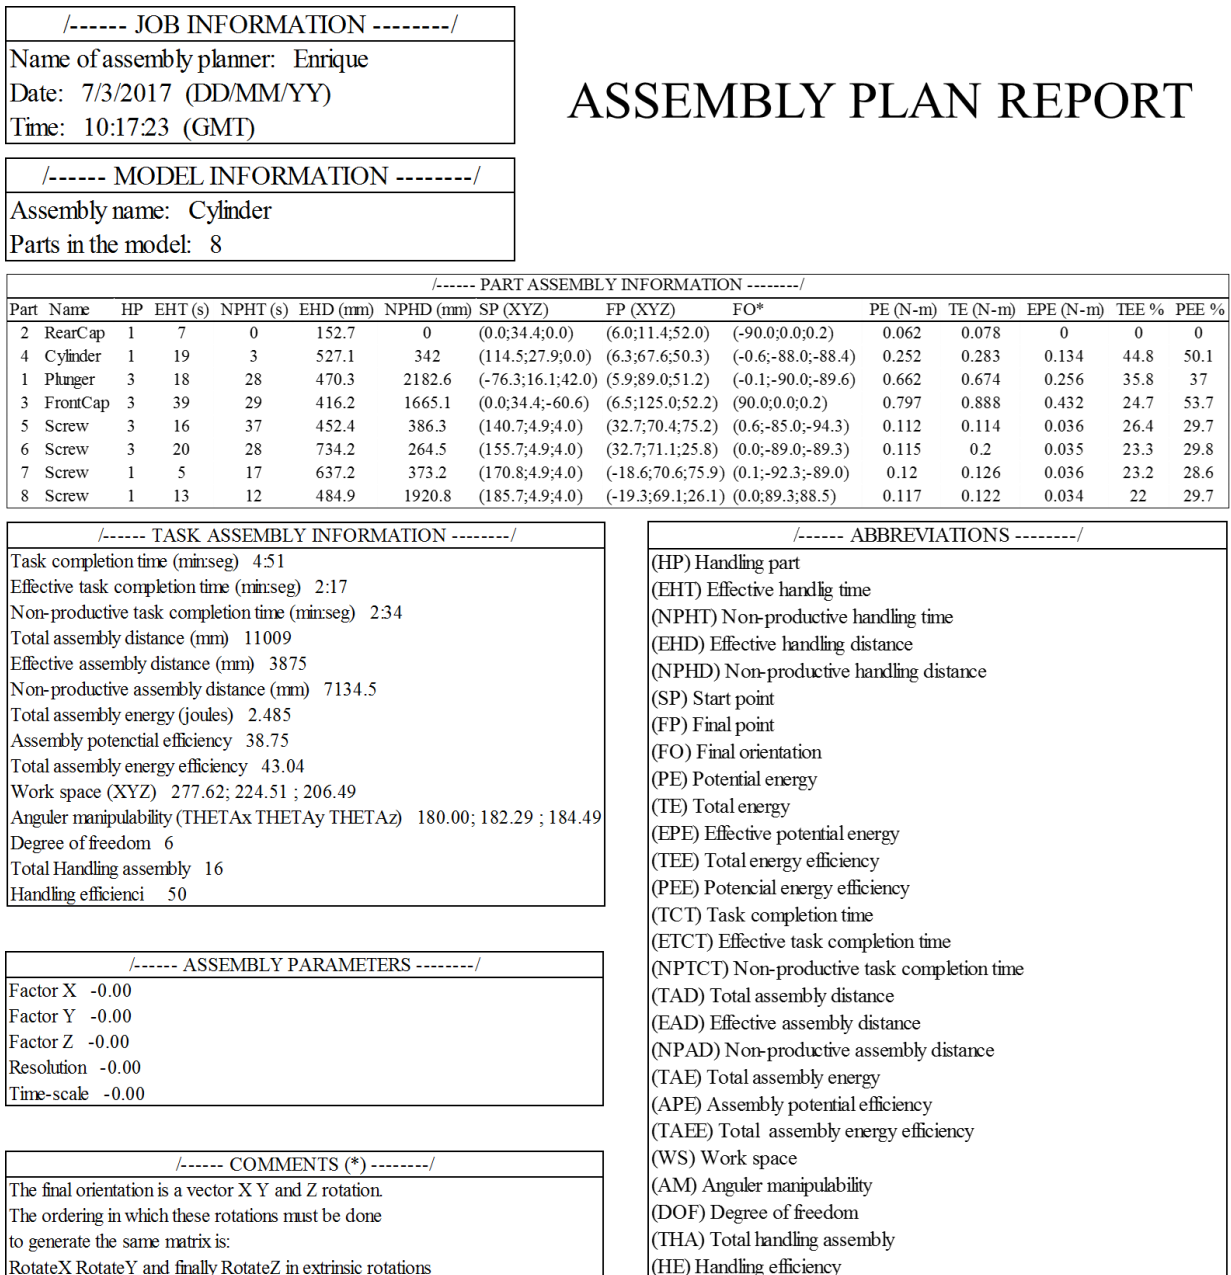 /------ JOB INFORMATION --------/
Name of assembly planner: Enrique
Date: 7/3/2017 (DD/MM/YY)
Time: 10:17:23 (GMT)
ASSEMBLY PLAN REPORT
/------ MODEL INFORMATION --------/
Assembly name: Cylinder
Parts in the model: 8
/------ PART ASSEMBLY INFORMATION --------/
Part Name HP EHT (s) NPHT (s) EHD (mm) NPHD (mm) SP (XYZ) FP (XYZ) FO* PE (N-m) TE (N-m) EPE (N-m) TEE % PEE %
2 RearCap 1 7 0 152.7 0 (0.0;34.4;0.0) (6.0;11.4;52.0) (-90.0;0.0;0.2) 0.062 0.078 0 0 0
4 Cylinder 1 19 3 527.1 342 (114.5;27.9;0.0) (6.3;67.6;50.3) (-0.6;-88.0;-88.4) 0.252 0.283 0.134 44.8 50.1
1 Plunger 3 18 28 470.3 2182.6 (-76.3;16.1;42.0) (5.9;89.0;51.2) (-0.1;-90.0;-89.6) 0.662 0.674 0.256 35.8 37
3 FrontCap 3 39 29 416.2 1665.1 (0.0;34.4;-60.6) (6.5;125.0;52.2) (90.0;0.0;0.2) 0.797 0.888 0.432 24.7 53.7
5 Screw 3 16 37 452.4 386.3 (140.7;4.9;4.0) (32.7;70.4;75.2) (0.6;-85.0;-94.3) 0.112 0.114 0.036 26.4 29.7
6 Screw 3 20 28 734.2 264.5 (155.7;4.9;4.0) (32.7;71.1;25.8) (0.0;-89.0;-89.3) 0.115 0.2 0.035 23.3 29.8
7 Screw 1 5 17 637.2 373.2 (170.8;4.9;4.0) (-18.6;70.6;75.9) (0.1;-92.3;-89.0) 0.12 0.126 0.036 23.2 28.6
8 Screw 1 13 12 484.9 1920.8 (185.7;4.9;4.0) (-19.3;69.1;26.1) (0.0;89.3;88.5) 0.117 0.122 0.034 22 29.7
/------ TASK ASSEMBLY INFORMATION --------/
Task completion time (min:seg) 4:51
Effective task completion time (min:seg) 2:17
Non-productive task completion time (min:seg) 2:34
Total assembly distance (mm) 11009
Effective assembly distance (mm) 3875
Non-productive assembly distance (mm) 7134.5
Total assembly energy (joules) 2.485
Assembly potenctial efficiency 38.75
Total assembly energy efficiency 43.04
Work space (XYZ) 277.62; 224.51 ; 206.49
Anguler manipulability (THETAx THETAy THETAz) 180.00; 182.29 ; 184.49
Degree of freedom 6
Total Handling assembly 16
Handling efficienci 50
/------ ASSEMBLY PARAMETERS --------/
Factor X -0.00
Factor Y -0.00
Factor Z -0.00
Resolution -0.00
Time-scale -0.00
/------ COMMENTS (*) --------/
The final orientation is a vector X Y and Z rotation.
The ordering in which these rotations must be done
to generate the same matrix is:
RotateX RotateY and finally RotateZ in extrinsic rotations
/------ ABBREVIATIONS --------/
(HP) Handling part
(EHT) Effective handlig time
(NPHT) Non-productive handling time
(EHD) Effective handling distance
(NPHD) Non-productive handling distance
(SP) Start point
(FP) Final point
(FO) Final orientation
(PE) Potential energy
(TE) Total energy
(EPE) Effective potential energy
(TEE) Total energy efficiency
(PEE) Potencial energy efficiency
(TCT) Task completion time
(ETCT) Effective task completion time
(NPTCT) Non-productive task completion time
(TAD) Total assembly distance
(EAD) Effective assembly distance
(NPAD) Non-productive assembly distance
(TAE) Total assembly energy
(APE) Assembly potential efficiency
(TAEE) Total assembly energy efficiency
(WS) Work space
(AM) Anguler manipulability
(DOF) Degree of freedom
(THA) Total handling assembly
(HE) Handling efficiency